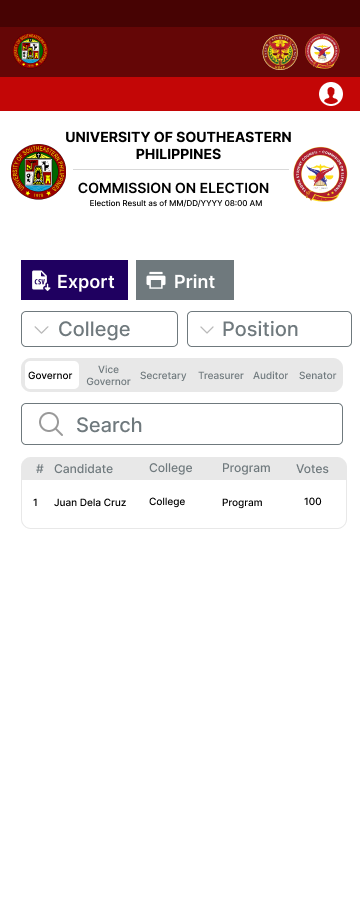 UNIVERSITY OF SOUTHEASTERN
PHILIPPINES
COMMISSION ON ELECTION
Election Result as of MM/DD/YYYY 08:00 AM
CSV Export
Print
College
Position
Governor
Vice
Governor
Secretary
Treasurer
Auditor
Senator
Search
# Candidate College Program Votes
1 Juan Dela Cruz College Program 100